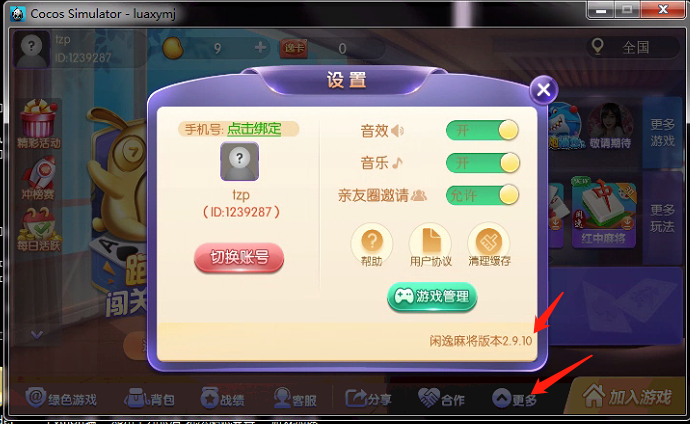 Cocos Simulator - luaxymj
tzp
ID:1239287
9
逸卡
0
全国
设置
手机号: 点击绑定
tzp
(ID:1239287)
切换账号
音效
开
音乐
开
亲友圈邀请
允许
帮助
用户协议
清理缓存
游戏管理
闲逸麻将版本2.9.10
精彩活动
冲榜赛
每日活跃
闯关
敬请期待
更多
游戏
红中麻将
更多
玩法
绿色游戏
背包
战绩
客服
分享
合作
更多
加入游戏